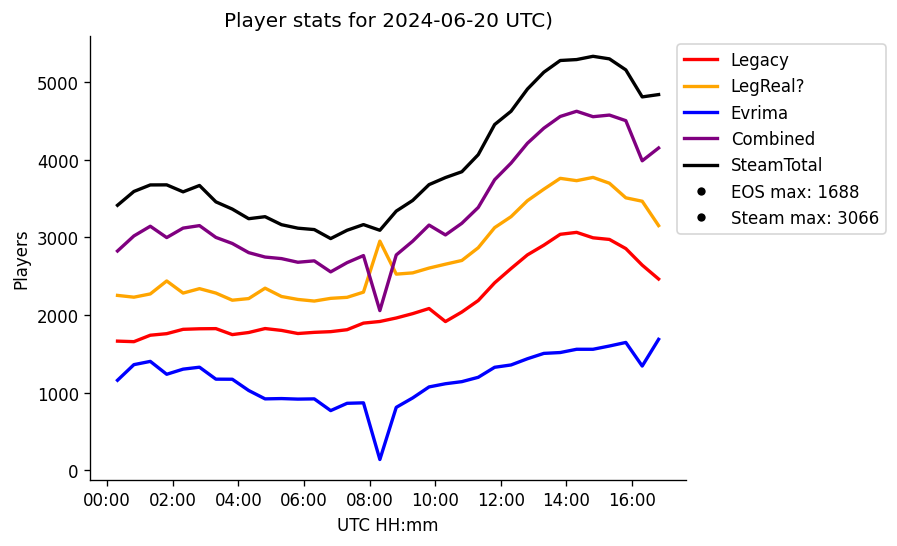 Player stats for 2024-06-20 UTC)
Legacy
LegReal?
Evrima
Combined
SteamTotal
EOS max: 1688
Steam max: 3066
Players
5000
4000
3000
2000
1000
0
00:00 02:00 04:00 06:00 08:00 10:00 12:00 14:00 16:00
UTC HH:mm